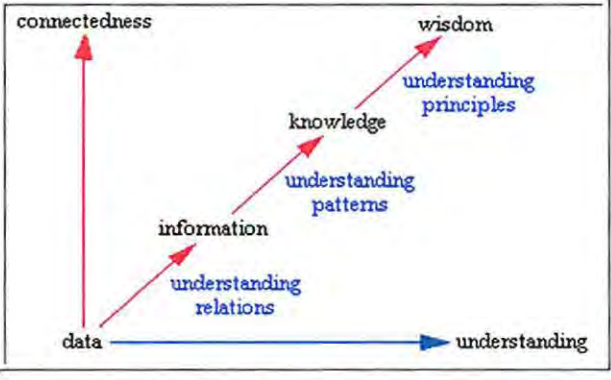 connectedness
wisdom
understanding
principles
knowledge
understanding
patterns
information
understanding
relations
data
understanding